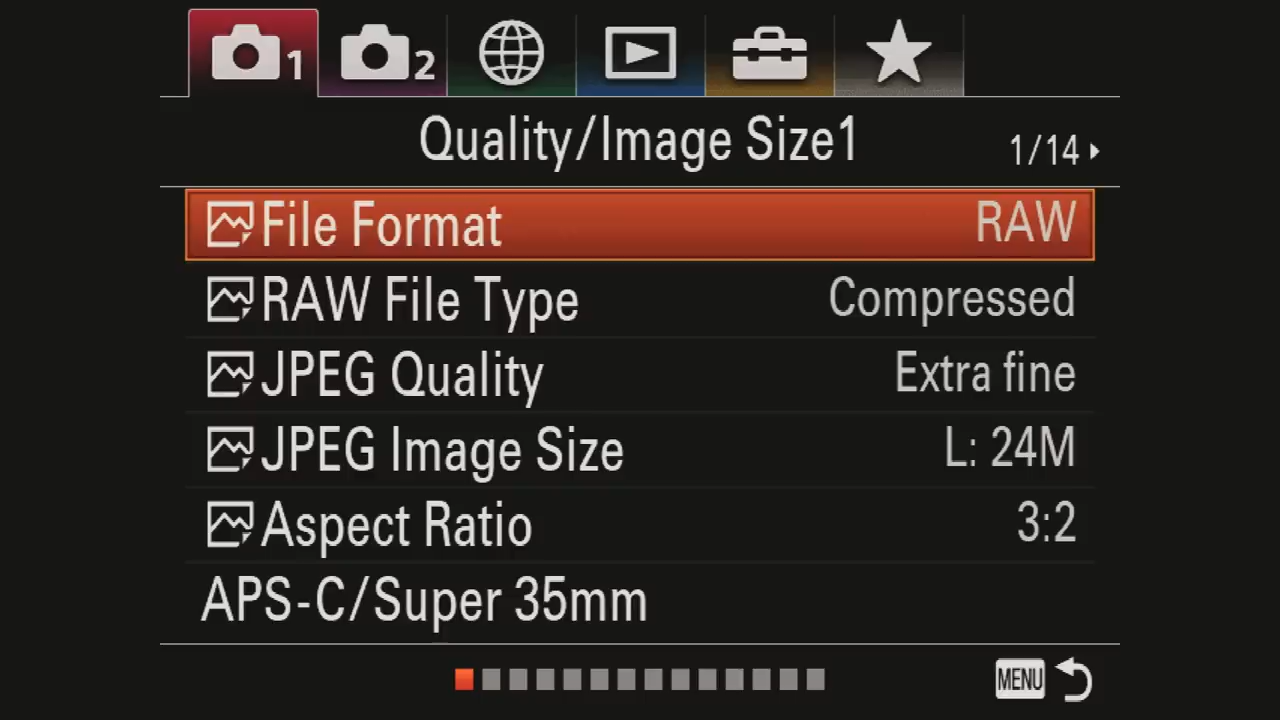 1 2
Quality/Image Size1 1/14
File Format RAW
RAW File Type Compressed
JPEG Quality Extra fine
JPEG Image Size L: 24M
Aspect Ratio 3:2
APS-C/Super 35mm
MENU